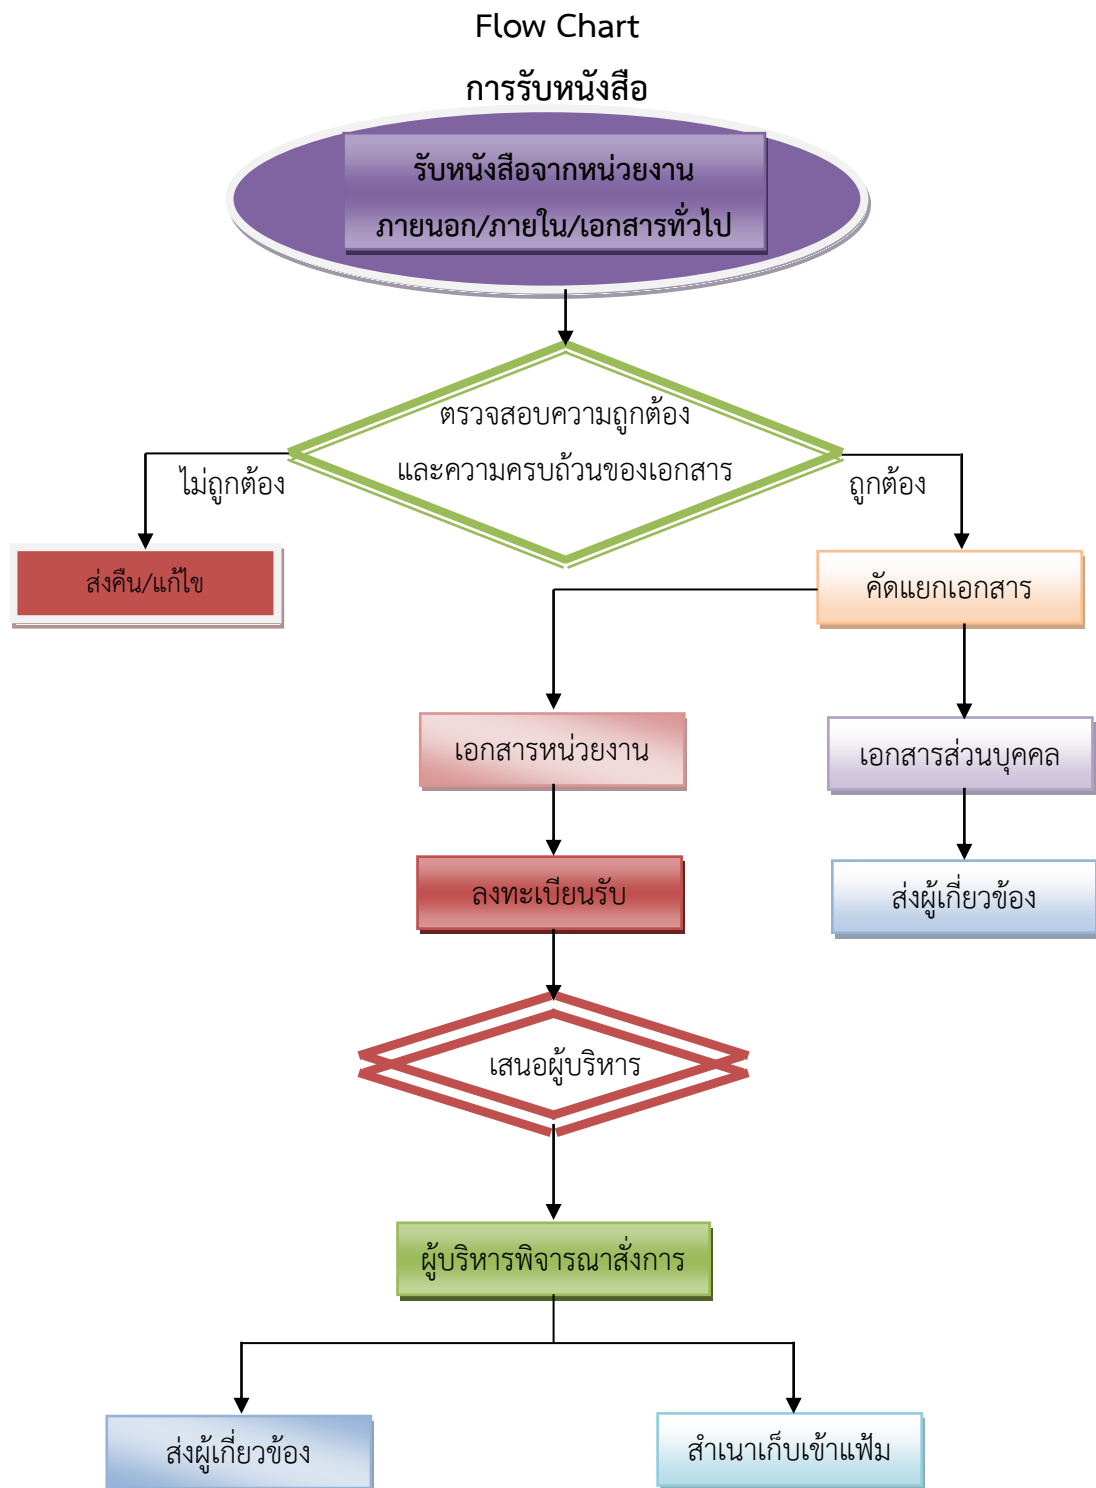 Flow Chart
การรับหนังสือ
รับหนังสือจากหน่วยงาน
ภายนอก/ภายใน/เอกสารทั่วไป
ตรวจสอบความถูกต้อง
และความครบถ้วนของเอกสาร
ไม่ถูกต้อง
ถูกต้อง
ส่งคืน/แก้ไข
คัดแยกเอกสาร
เอกสารหน่วยงาน
เอกสารส่วนบุคคล
ลงทะเบียนรับ
ส่งผู้เกี่ยวข้อง
เสนอผู้บริหาร
ผู้บริหารพิจารณาสั่งการ
ส่งผู้เกี่ยวข้อง
สำเนาเก็บเข้าแฟ้ม